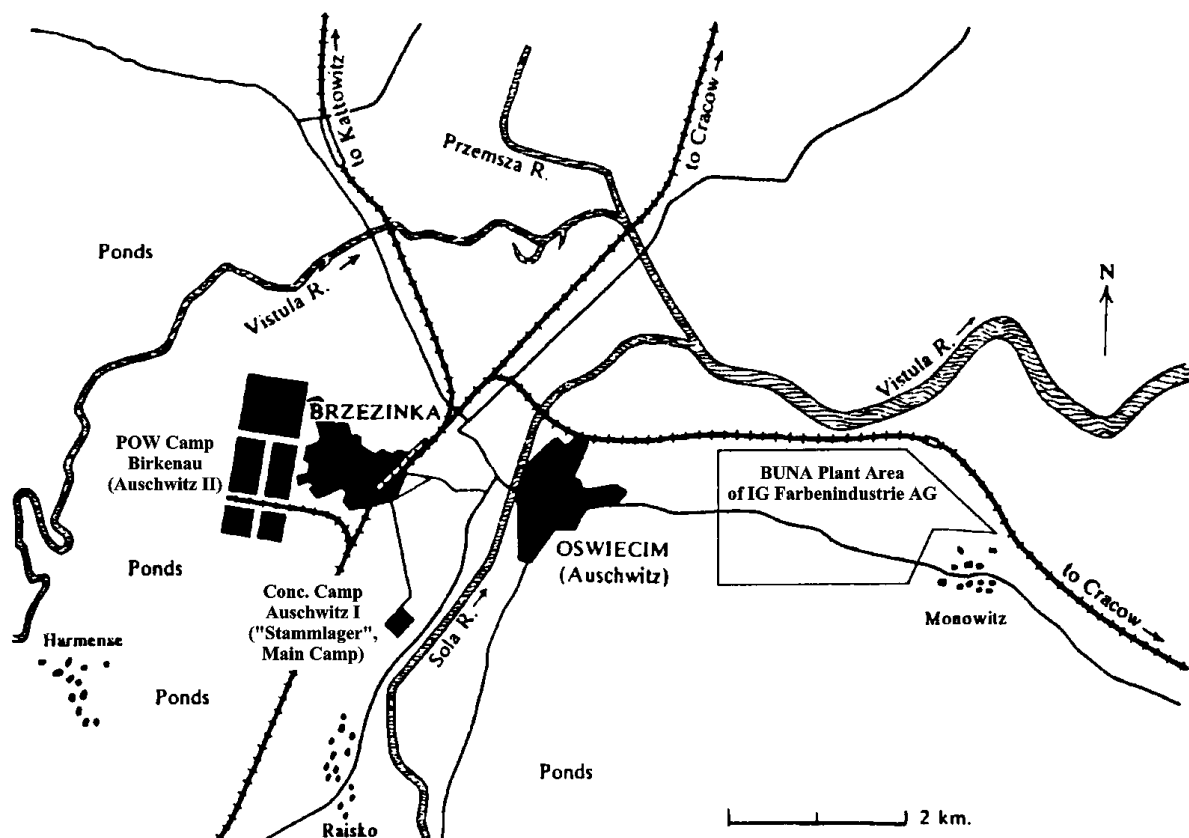 to Kattowitz →
to Cracow →
Przemsza R.
Ponds
Vistula R. →
N
Vistula R. →
BRZEZINKA
POW Camp
Birkenau
(Auschwitz II)
BUNA Plant Area
of IG Farbenindustrie AG
OSWIECIM
(Auschwitz)
Ponds
Conc. Camp
Auschwitz I
("Stammlager",
Main Camp)
to Cracow →
Monowitz
Sola R. →
Harmense
Ponds
Ponds
Raisko
2 km.